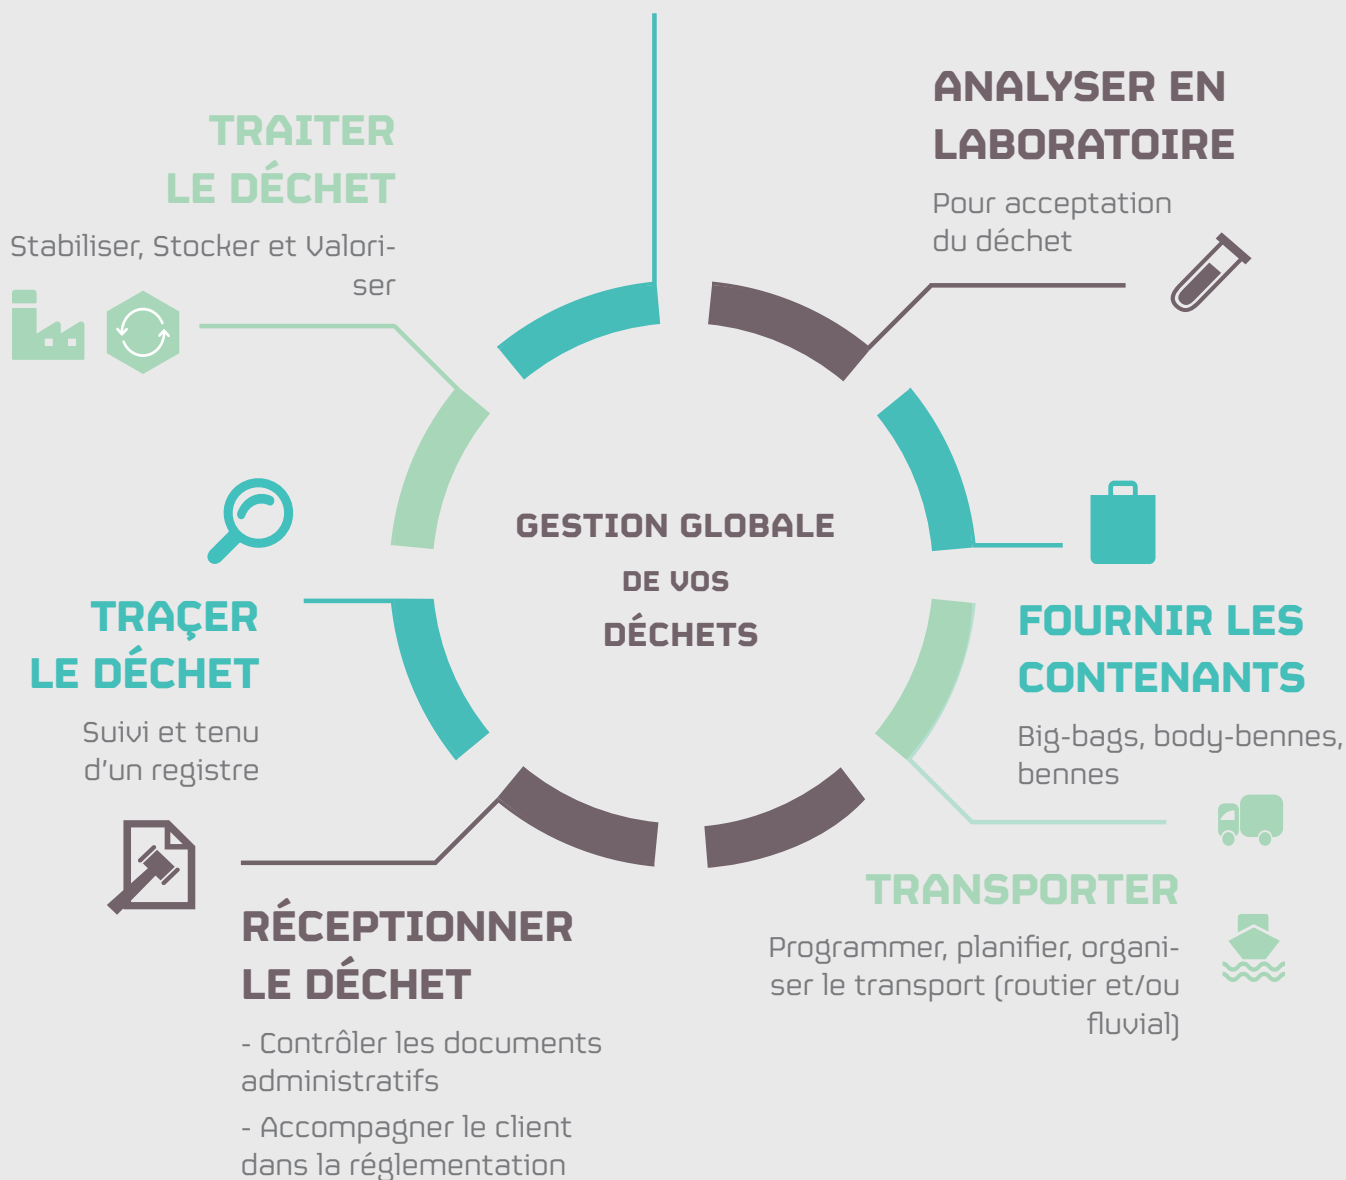 ANALYSER EN
LABORATOIRE
Pour acceptation
du déchet
TRAITER
LE DÉCHET
Stabiliser, Stocker et Valori-
ser
GESTION GLOBALE
DE VOS
DÉCHETS
FOURNIR LES
CONTENANTS
Big-bags, body-bennes,
bennes
TRAÇER
LE DÉCHET
Suivi et tenu
d'un registre
TRANSPORTER
Programmer, planifier, organi-
ser le transport (routier et/ou
fluvial)
RÉCEPTIONNER
LE DÉCHET
- Contrôler les documents
administratifs
- Accompagner le client
dans la réglementation